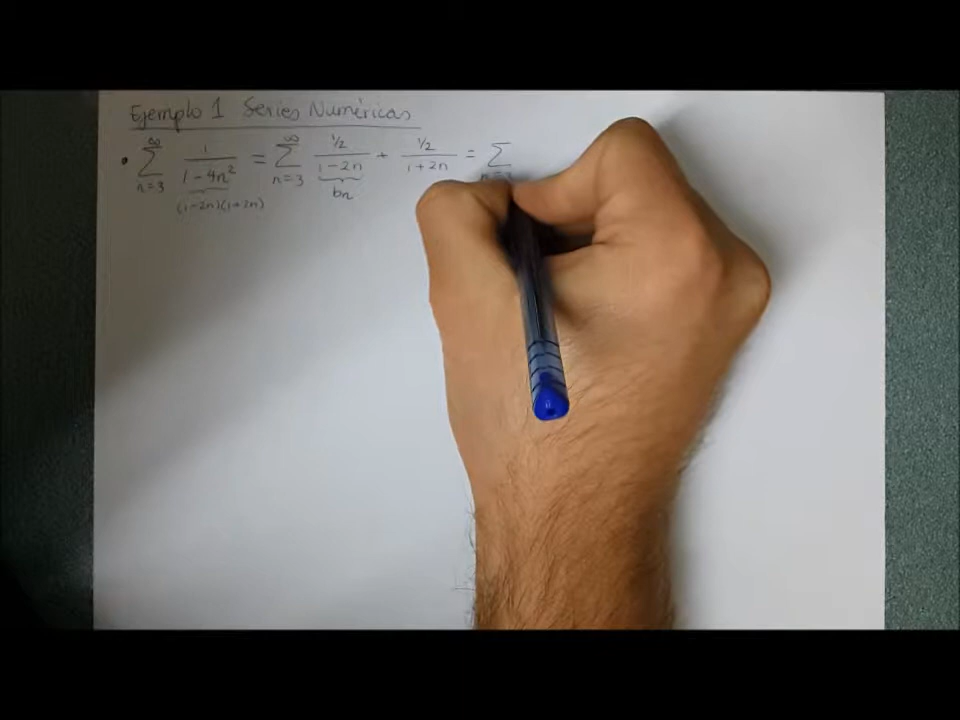 Ejemplo 1 Series Numéricas
• ∞∑n=3 1/(1-4n²) = ∞∑n=3 ½/(1-2n) + ½/(1+2n) = ∑n=3
(1-2n)(1+2n) bn